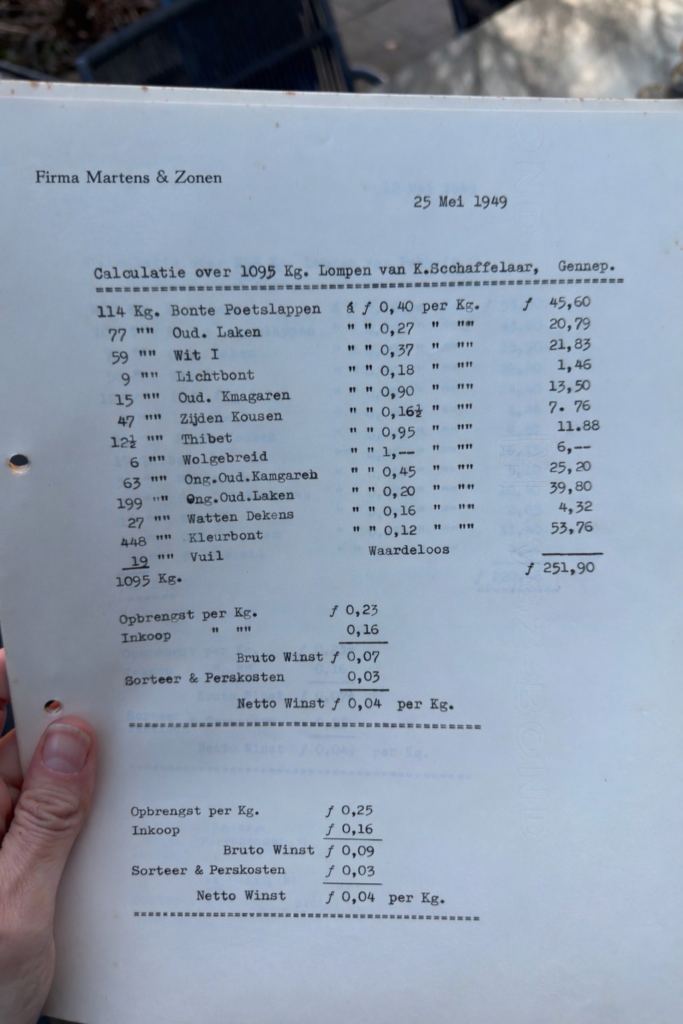 Firma Martens & Zonen
25 Mei 1949
Calculatie over 1095 Kg. Lompen van K.Scohaffelaar, Gennep.
114 Kg. Bonte Poetslappen á ƒ 0,40 per Kg. ƒ 45,60
77 "" Oud. Laken " " 0,27 " "" 20,79
59 "" Wit I " " 0,37 " "" 21,83
9 "" Lichtbont " " 0,18 " "" 1,46
15 "" Oud. Kmagaren " " 0,90 " "" 13,50
47 "" Zijden Kousen " " 0,16½ " "" 7. 76
12½ "" Thibet " " 0,95 " "" 11.88
6 "" Wolgebreid " " 1,-- " "" 6,--
63 "" Ong.Oud.Kamgareh " " 0,45 " "" 25,20
199 "" Ong.Oud.Laken " " 0,20 " "" 39,80
27 "" Watten Dekens " " 0,16 " "" 4,32
448 "" Kleurbont " " 0,12 " "" 53,76
19 "" Vuil Waardeloos
1095 Kg. ƒ 251,90
Opbrengst per Kg. ƒ 0,23
Inkoop " "" 0,16
Bruto Winst ƒ 0,07
Sorteer & Perskosten 0,03
Netto Winst ƒ 0,04 per Kg.
Opbrengst per Kg. ƒ 0,25
Inkoop ƒ 0,16
Bruto Winst ƒ 0,09
Sorteer & Perskosten ƒ 0,03
Netto Winst ƒ 0,04 per Kg.